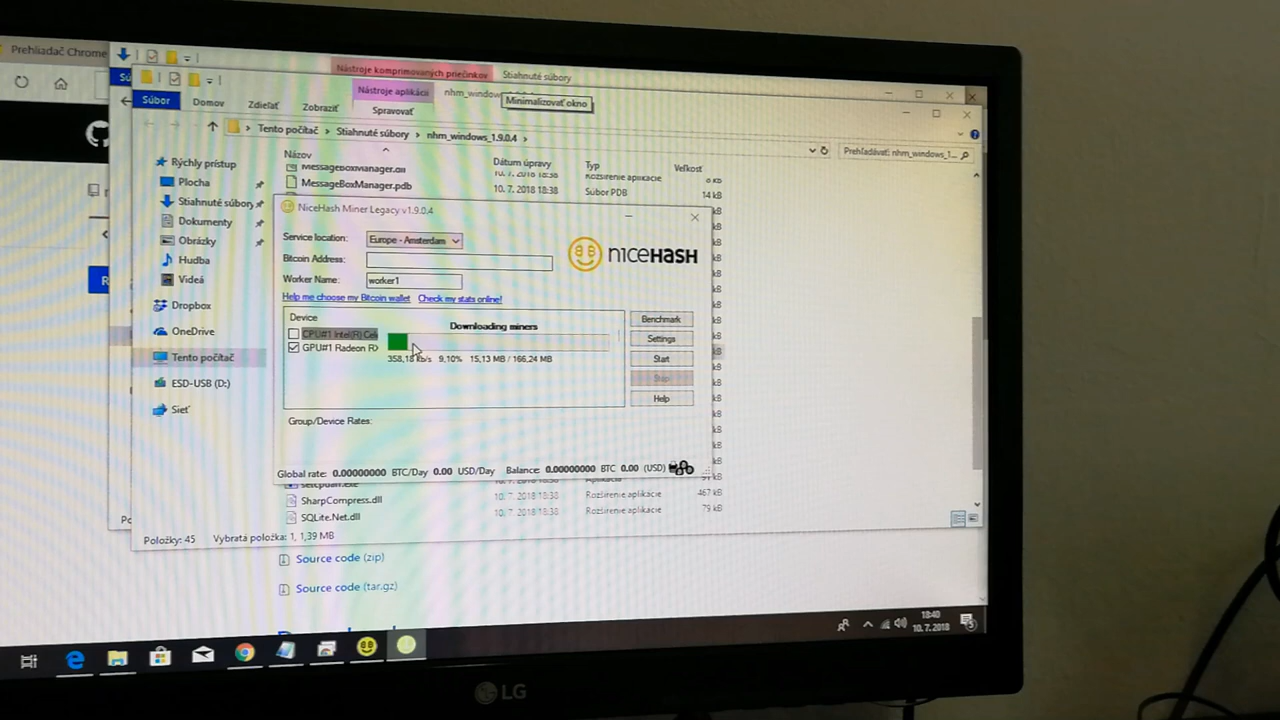 Prehliadač Chrome
Nástroje komprimovaných priečinkov
Stiahnuté súbory
Nástroje aplikácií
Minimalizovať okno
Súbor
Domov
Zdieľať
Zobraziť
Spravovať
Tento počítač > Stiahnuté súbory > nhm_windows_1.9.0.4 >
Prehľadávať: nhm_windows_1...
Názov
Dátum úpravy
Typ
Veľkosť
Rýchly prístup
Plocha
Stiahnuté súbory
Dokumenty
Obrázky
Hudba
Videá
Dropbox
OneDrive
Tento počítač
ESD-USB (D:)
Sieť
MessageBoxManager.pdb
10. 7. 2018 18:38
Súbor PDB
14 kB
NiceHash Miner Legacy v1.9.0.4
Service location:
Europe - Amsterdam
Bitcoin Address:
Worker Name:
worker1
Help me choose my Bitcoin wallet
Check my stats online!
NICEHASH
Device
CPU#1 Intel(R) Cel
GPU#1 Radeon R
Downloading miners
9,10% 15,13 MB / 166,24 MB
Benchmark
Settings
Start
Stop
Help
Group/Device Rates:
Global rate: 0.00000000 BTC/Day 0.00 USD/Day Balance: 0.00000000 BTC 0.00 (USD)
SharpCompress.dll
10. 7. 2018 18:38
Rozšírenie aplikácie
467 kB
SQLite.Net.dll
10. 7. 2018 18:38
Rozšírenie aplikácie
79 kB
Položky: 45
Vybratá položka: 1, 1,39 MB
Source code (zip)
Source code (tar.gz)
18:40
10. 7. 2018
LG